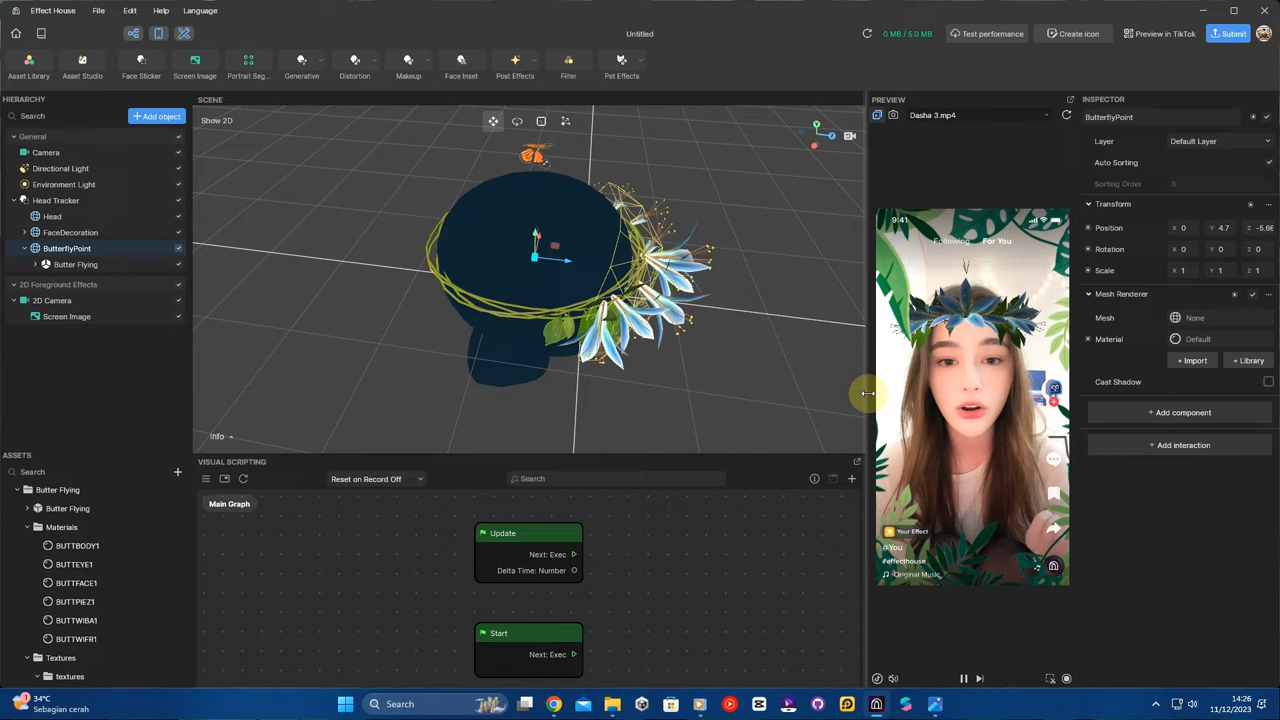 Effect House File Edit Help Language
Untitled
0 MB / 5.0 MB Test performance Create icon Preview in TikTok Submit
Asset Library Asset Studio Face Sticker Screen Image Portrait Seg... Generative Distortion Makeup Face Inset Post Effects Filter Pet Effects
HIERARCHY
Search
+ Add object
General
Camera
Directional Light
Environment Light
Head Tracker
Head
FaceDecoration
ButterflyPoint
Butter Flying
2D Foreground Effects
2D Camera
Screen Image
ASSETS
Search
Butter Flying
Butter Flying
Materials
BUTTBODY1
BUTTEYE1
BUTTFACE1
BUTTPIEZ1
BUTTWIBA1
BUTTWIFR1
Textures
textures
SCENE
Show 2D
Info
VISUAL SCRIPTING
Reset on Record Off
Search
Main Graph
Update
Next: Exec
Delta Time: Number
Start
Next: Exec
PREVIEW
Dasha 3.mp4
9:41
Following For You
Your Effect
@You
#effecthouse
Original Music
INSPECTOR
ButterflyPoint
Layer Default Layer
Auto Sorting
Sorting Order 3
Transform
Position X 0 Y 4.7 Z -5.66
Rotation X 0 Y 0 Z 0
Scale X 1 Y 1 Z 1
Mesh Renderer
Mesh None
Material Default
+ Import + Library
Cast Shadow
+ Add component
+ Add interaction
34°C
Sebagian cerah
Search
14:26
11/12/2023